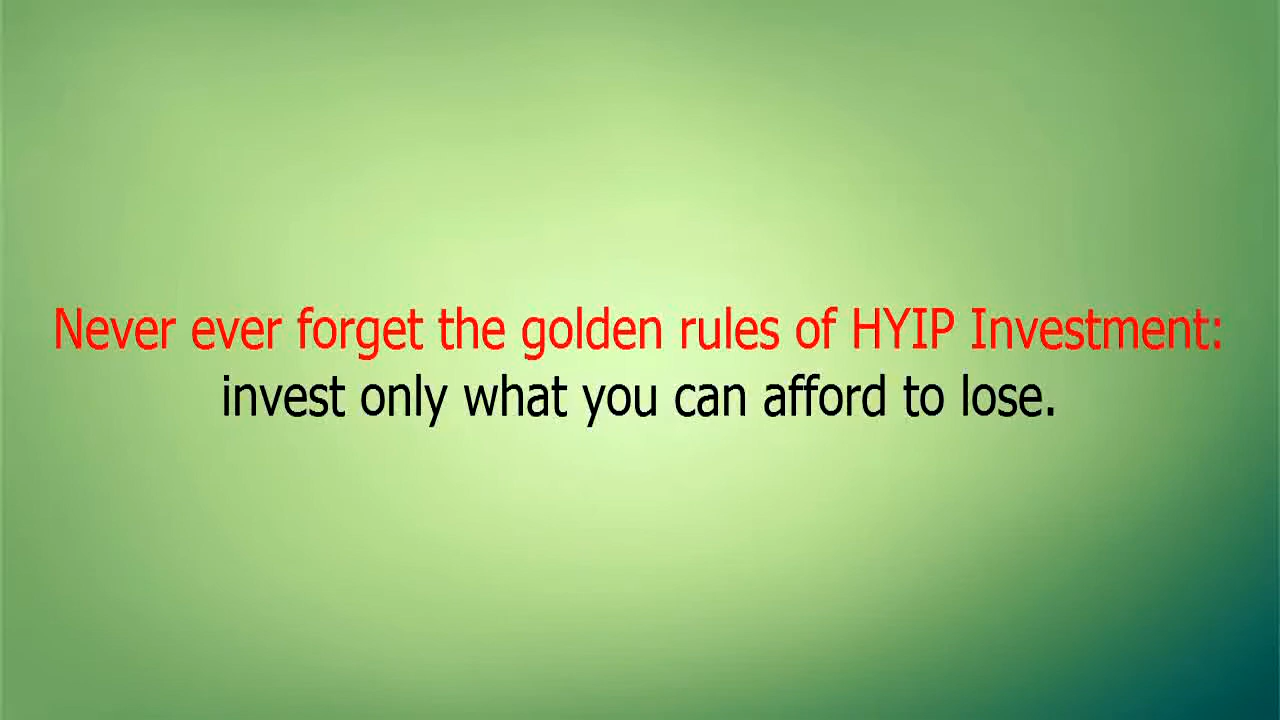 Never ever forget the golden rules of HYIP Investment:
invest only what you can afford to lose.